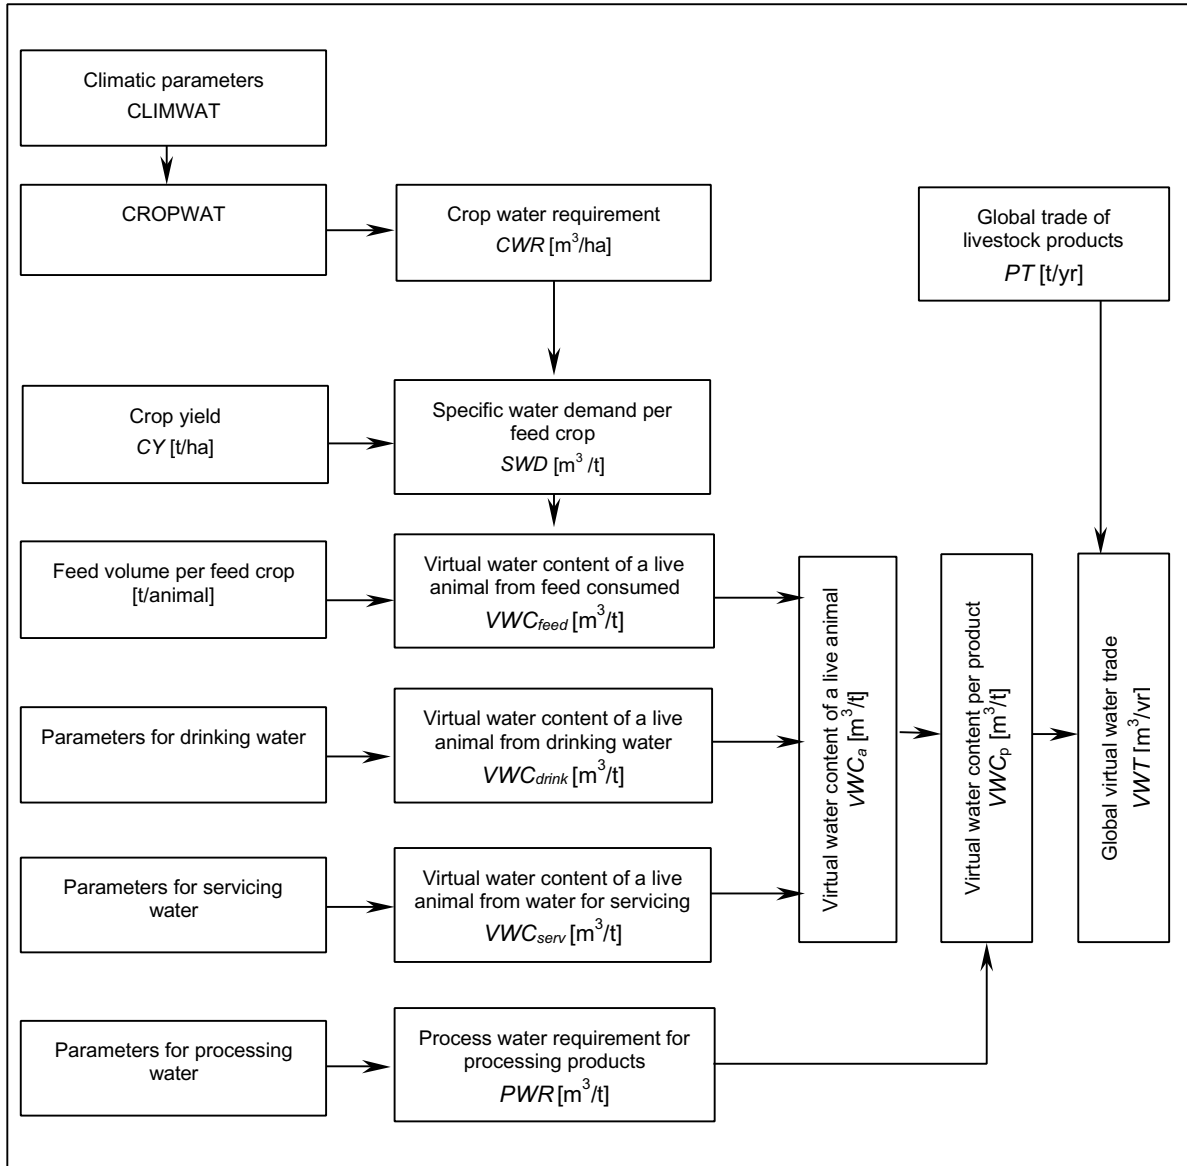 Climatic parameters
CLIMWAT
CROPWAT
Crop water requirement
CWR [m³/ha]
Global trade of
livestock products
PT [t/yr]
Crop yield
CY [t/ha]
Specific water demand per
feed crop
SWD [m³ /t]
Feed volume per feed crop
[t/animal]
Virtual water content of a live
animal from feed consumed
VWCfeed [m³/t]
Parameters for drinking water
Virtual water content of a live
animal from drinking water
VWCdrink [m³/t]
Parameters for servicing
water
Virtual water content of a live
animal from water for servicing
VWCserv [m³/t]
Parameters for processing
water
Process water requirement for
processing products
PWR [m³/t]
Virtual water content of a live animal
VWCa [m³/t]
Virtual water content per product
VWCp [m³/t]
Global virtual water trade
VWT [m³/yr]